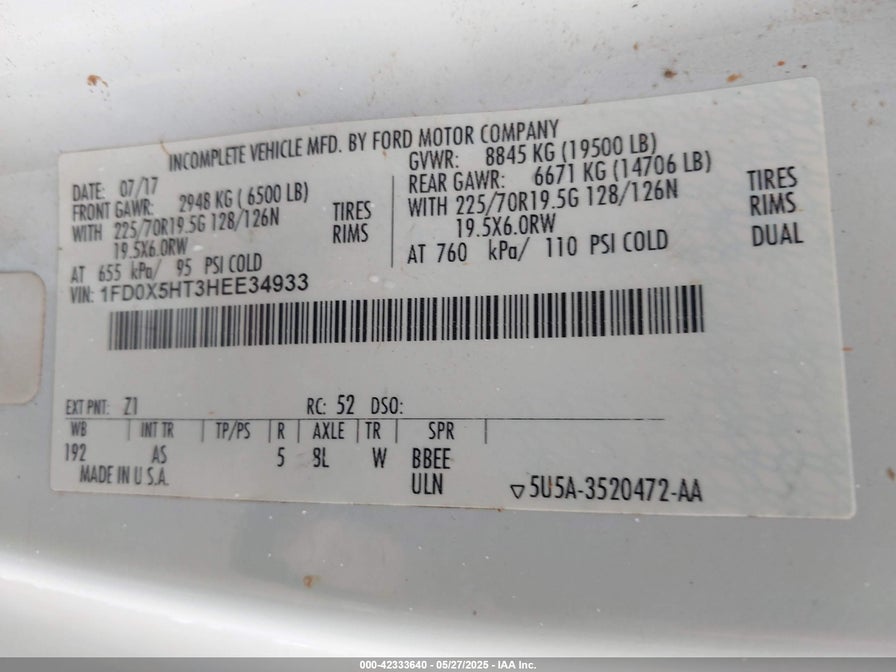 INCOMPLETE VEHICLE MFD. BY FORD MOTOR COMPANY
DATE: 07/17
FRONT GAWR: 2948 KG ( 6500 LB)
WITH 225/70R19.5G 128/126N TIRES
19.5X6.0RW RIMS
AT 655 kPa/ 95 PSI COLD
GVWR: 8845 KG (19500 LB)
REAR GAWR: 6671 KG (14706 LB)
WITH 225/70R19.5G 128/126N TIRES
19.5X6.0RW RIMS
AT 760 kPa/ 110 PSI COLD DUAL
VIN: 1FD0X5HT3HEE34933
EXT PNT: Z1 RC: 52 DSO:
WB INT TR TP/PS R AXLE TR SPR
192 AS 5 8L W BBEE
MADE IN U.S.A. ULN ▽5U5A-3520472-AA
000-42333640 - 05/27/2025 - IAA Inc.